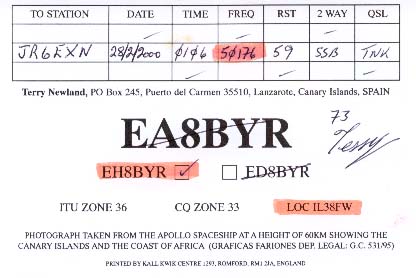 TO STATION DATE TIME FREQ RST 2 WAY QSL
JR6EXN 28/2/2000 0106 50176 59 SSB TNK
Terry Newland, PO Box 245, Puerto del Carmen 35510, Lanzarote, Canary Islands, SPAIN
EA8BYR 73
Terry
EH8BYR ED8BYR
ITU ZONE 36 CQ ZONE 33 LOC IL38FW
PHOTOGRAPH TAKEN FROM THE APOLLO SPACESHIP AT A HEIGHT OF 60KM SHOWING THE
CANARY ISLANDS AND THE COAST OF AFRICA (GRAFICAS FARIONES DEP. LEGAL: G.C. 531/95)
PRINTED BY KALL KWIK CENTRE 1293, ROMFORD, RM1 2JA, ENGLAND